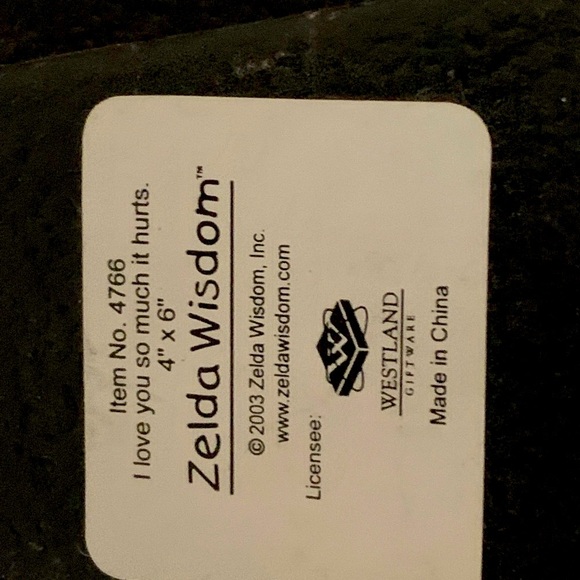 Item No. 4766
I love you so much it hurts.
4" x 6"
Zelda Wisdom™
© 2003 Zelda Wisdom, Inc.
www.zeldawisdom.com
Licensee:
W
WESTLAND
GIFTWARE
Made in China